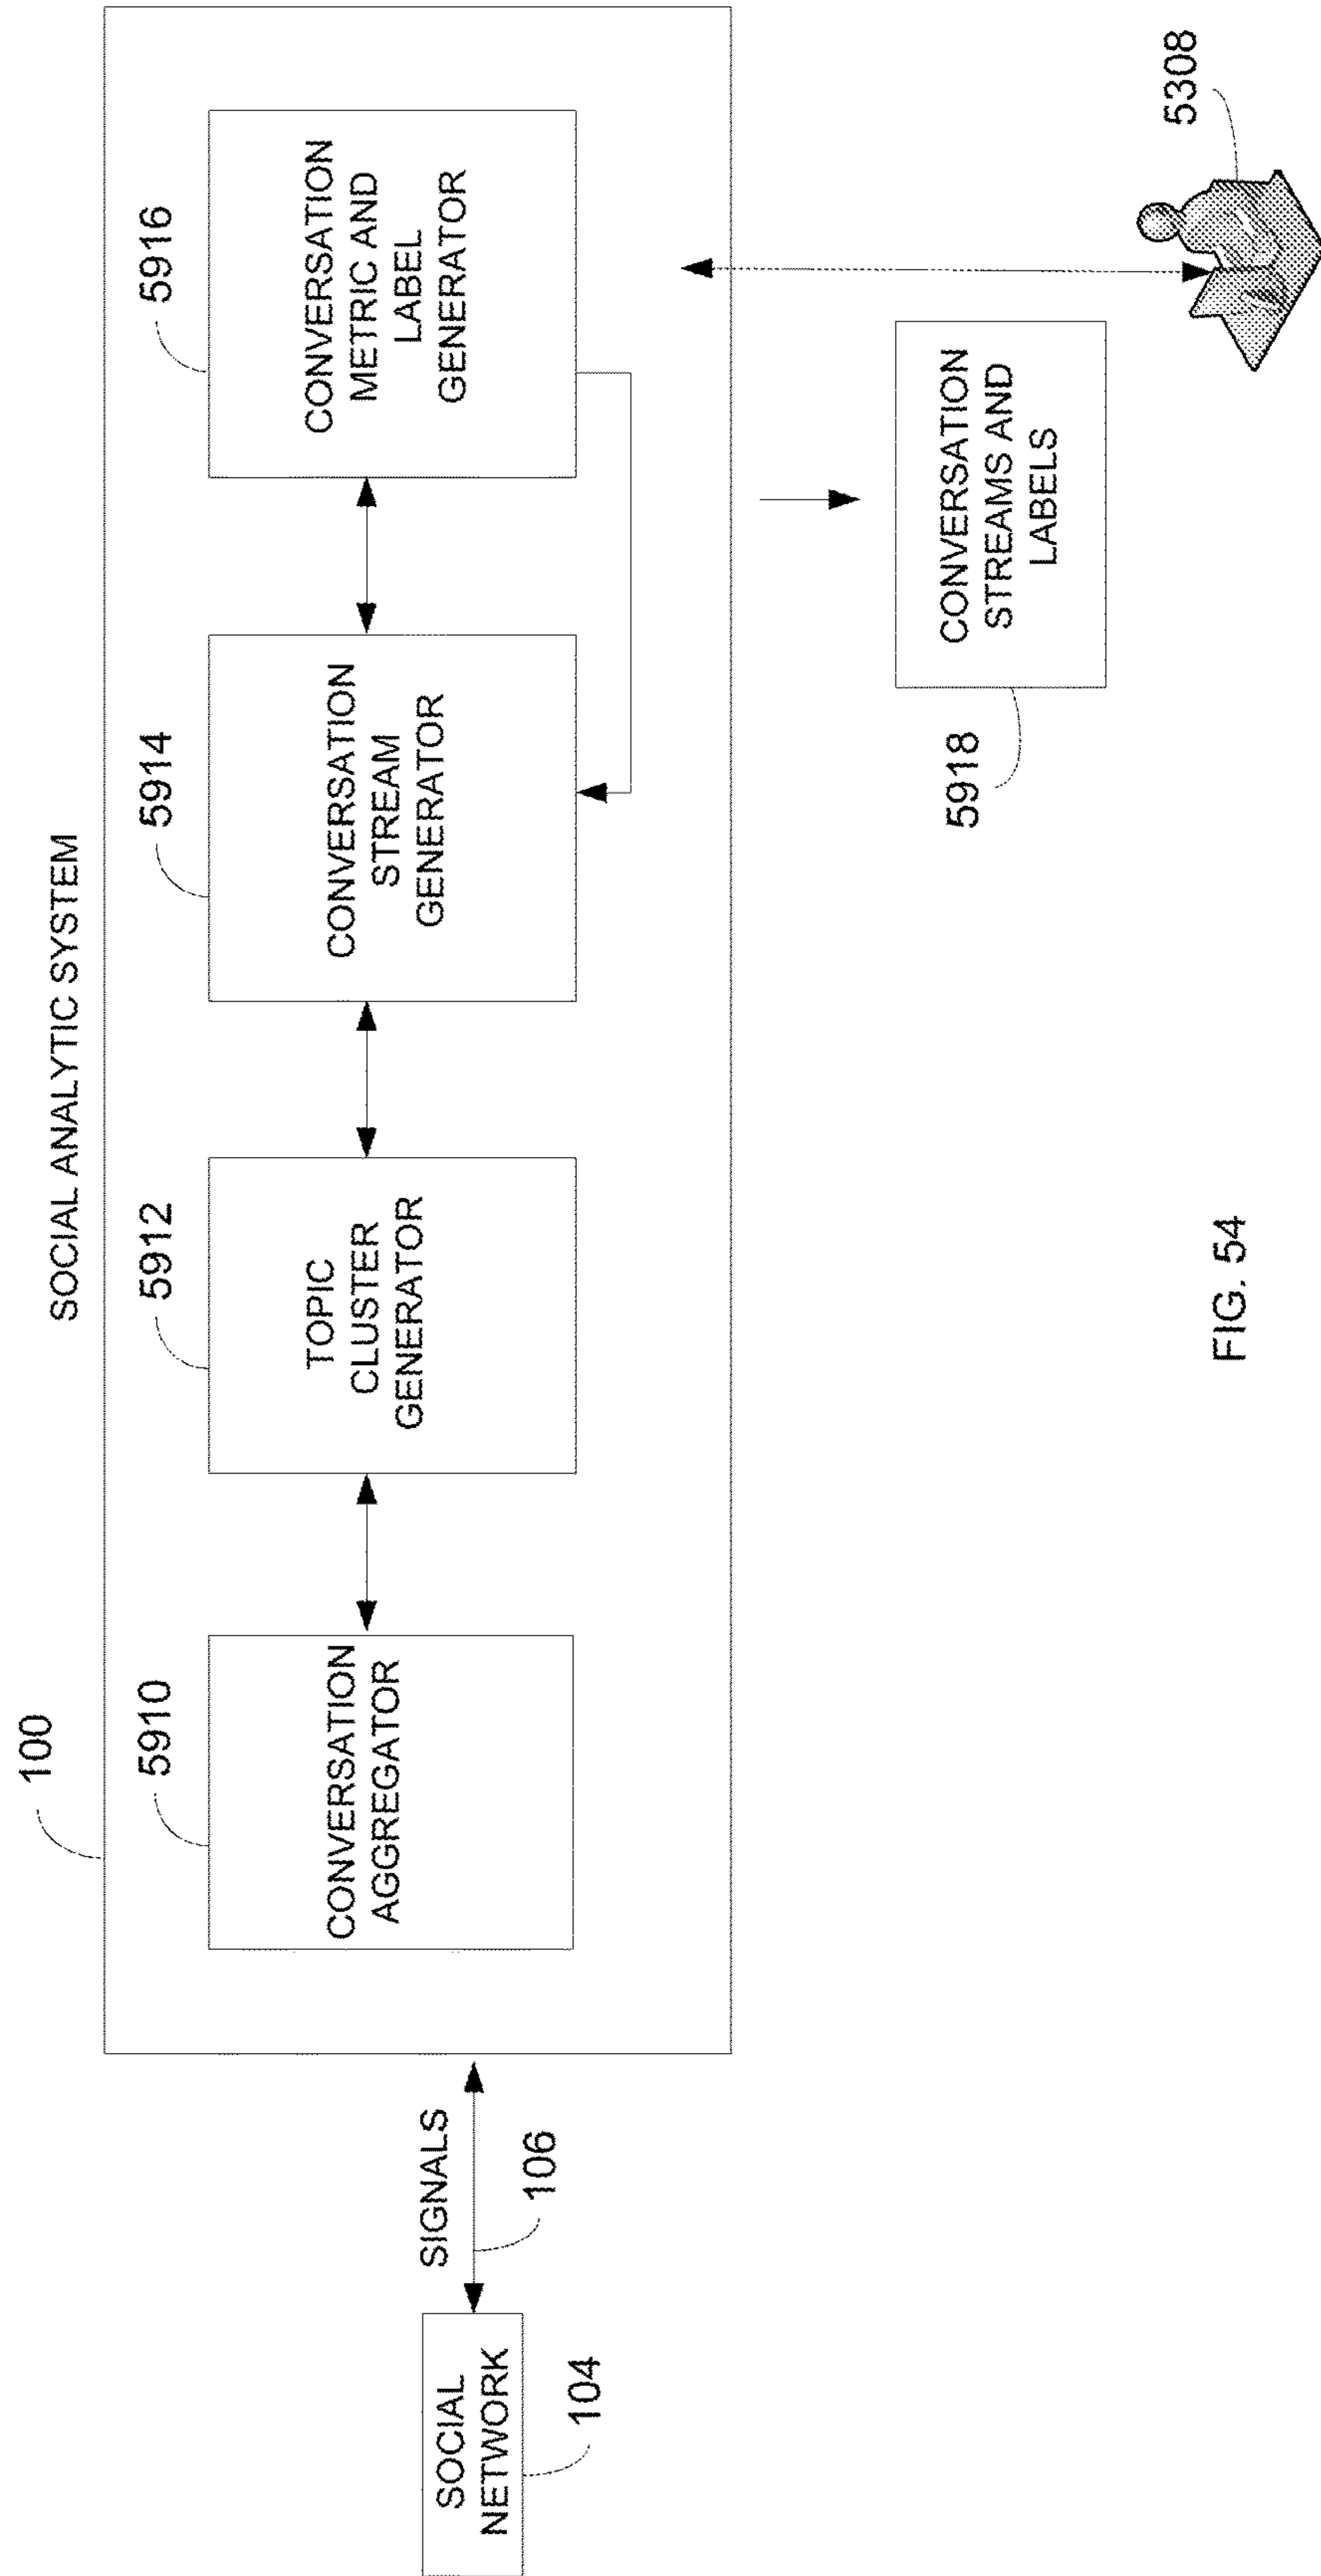 SOCIAL ANALYTIC SYSTEM
100
5910
5912
5914
5916
CONVERSATION
AGGREGATOR
TOPIC
CLUSTER
GENERATOR
CONVERSATION
STREAM
GENERATOR
CONVERSATION
METRIC AND
LABEL
GENERATOR
SIGNALS
106
SOCIAL
NETWORK
104
CONVERSATION
STREAMS AND
LABELS
5918
5308
FIG. 54